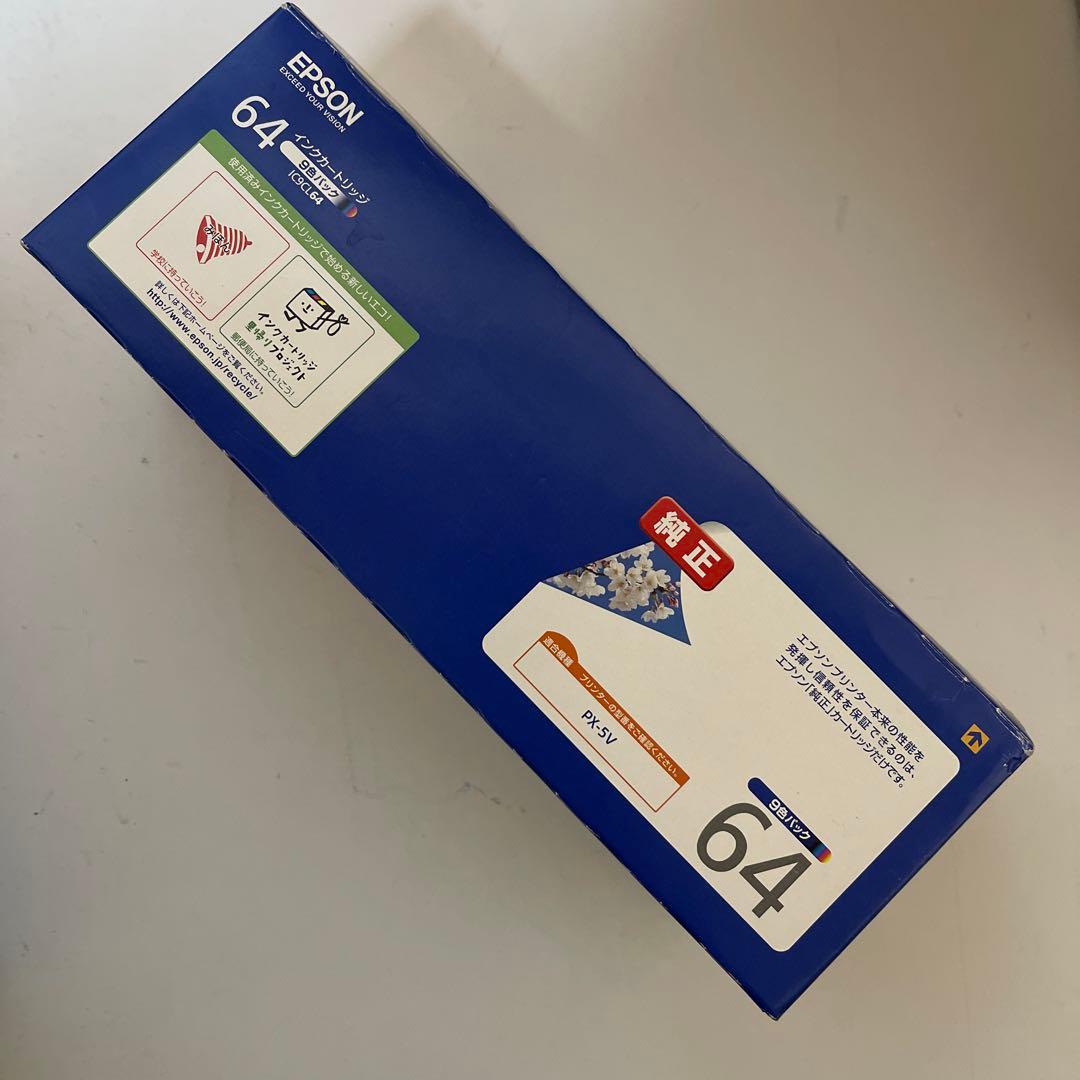 EPSON
EXCEED YOUR VISION
64
インクカートリッジ
9色パック
IC9CL64
使用済みインクカートリッジで始める新しいエコ!
みほん
学校に持っていこう!
インクカートリッジ
里帰りプロジェクト
郵便局に持っていこう!
詳しくは下記ホームページをご覧ください。
http://www.epson.jp/recycle/
純正
エプソンプリンター本来の性能を
発揮し信頼性を保証できるのは、
エプソン「純正」カートリッジだけです。
適合機種 プリンターの型番をご確認ください。
PX-5V
9色パック
64